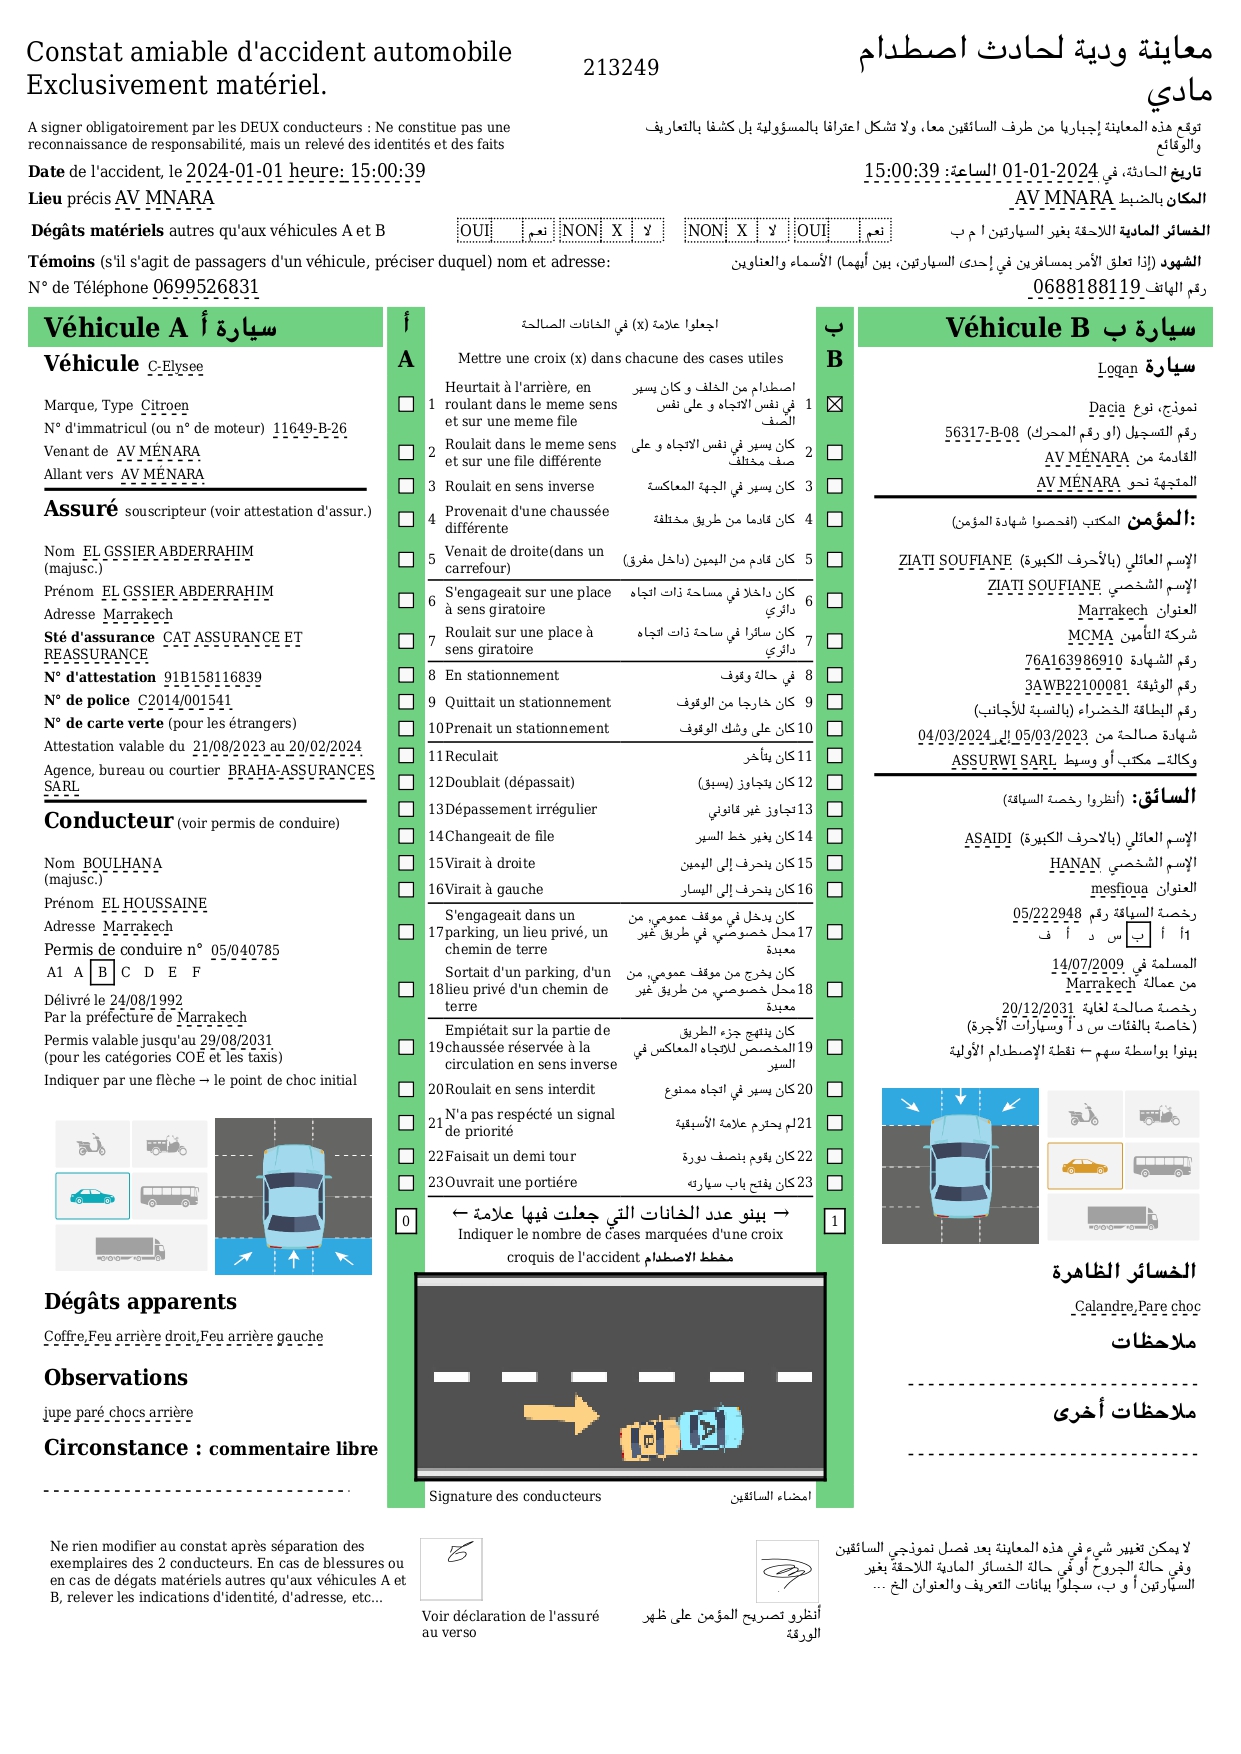 Constat amiable d'accident automobile
Exclusivement matériel.
213249
معاينة ودية لحادث اصطدام
مادي
A signer obligatoirement par les DEUX conducteurs : Ne constitue pas une
reconnaissance de responsabilité, mais un relevé des identités et des faits
توقع هذه المعاينة إجباريا من طرف السائقين معا، ولا تشكل اعترافا بالمسؤولية بل كشفا بالتعاريف
والوقائع
Date de l'accident, le 2024-01-01 heure: 15:00:39
تاريخ الحادثة، في 2024-01-01 الساعة: 15:00:39
Lieu précis AV MNARA
المكان بالضبط AV MNARA
Dégâts matériels autres qu'aux véhicules A et B
OUI نعم NON X لا
NON X لا OUI نعم
الخسائر المادية اللاحقة بغير السيارتين ا م ب
Témoins (s'il s'agit de passagers d'un véhicule, préciser duquel) nom et adresse:
الشهود (إذا تعلق الأمر بمسافرين في إحدى السيارتين، بين أيهما) الأسماء والعناوين
N° de Téléphone 0699526831
رقم الهاتف 0688188119
Véhicule A سيارة أ
Véhicule C-Elysee
Marque, Type Citroen
N° d'immatricul (ou n° de moteur) 11649-B-26
Venant de AV MÉNARA
Allant vers AV MÉNARA
Assuré souscripteur (voir attestation d'assur.)
Nom EL GSSIER ABDERRAHIM
(majusc.)
Prénom EL GSSIER ABDERRAHIM
Adresse Marrakech
Sté d'assurance CAT ASSURANCE ET
REASSURANCE
N° d'attestation 91B158116839
N° de police C2014/001541
N° de carte verte (pour les étrangers)
Attestation valable du 21/08/2023 au 20/02/2024
Agence, bureau ou courtier BRAHA-ASSURANCES
SARL
Conducteur (voir permis de conduire)
Nom BOULHANA
(majusc.)
Prénom EL HOUSSAINE
Adresse Marrakech
Permis de conduire n° 05/040785
A1 A B C D E F
Délivré le 24/08/1992
Par la préfecture de Marrakech
Permis valable jusqu'au 29/08/2031
(pour les catégories COE et les taxis)
Indiquer par une flèche → le point de choc initial
Dégâts apparents
Coffre,Feu arrière droit,Feu arrière gauche
Observations
jupe paré chocs arrière
Circonstance : commentaire libre
أ
A
اجعلوا علامة (x) في الخانات الصالحة
Mettre une croix (x) dans chacune des cases utiles
ب
B
1 Heurtait à l'arrière, en
roulant dans le meme sens
et sur une meme file
1 اصطدام من الخلف و كان يسير
في نفس الاتجاه و على نفس
الصف
2 Roulait dans le meme sens
et sur une file différente
2 كان يسير في نفس الاتجاه و على
صف مختلف
3 Roulait en sens inverse
3 كان يسير في الجهة المعاكسة
4 Provenait d'une chaussée
différente
4 كان قادما من طريق مختلفة
5 Venait de droite(dans un
carrefour)
5 كان قادم من اليمين (داخل مفرق)
6 S'engageait sur une place
à sens giratoire
6 كان داخلا في مساحة ذات اتجاه
دائري
7 Roulait sur une place à
sens giratoire
7 كان سائرا في ساحة ذات اتجاه
دائري
8 En stationnement
8 في حالة وقوف
9 Quittait un stationnement
9 كان خارجا من الوقوف
10 Prenait un stationnement
10 كان على وشك الوقوف
11 Reculait
11 كان يتأخر
12 Doublait (dépassait)
12 كان يتجاوز (يسبق)
13 Dépassement irrégulier
13 تجاوز غير قانوني
14 Changeait de file
14 كان يغير خط السير
15 Virait à droite
15 كان ينحرف إلى اليمين
16 Virait à gauche
16 كان ينحرف إلى اليسار
17 S'engageait dans un
parking, un lieu privé, un
chemin de terre
17 كان يدخل في موقف عمومي, من
محل خصوصي, في طريق غير
معبدة
18 Sortait d'un parking, d'un
lieu privé d'un chemin de
terre
18 كان يخرج من موقف عمومي, من
محل خصوصي, من طريق غير
معبدة
19 Empiétait sur la partie de
chaussée réservée à la
circulation en sens inverse
19 كان ينتهج جزء الطريق
المخصص للاتجاه المعاكس في
السير
20 Roulait en sens interdit
20 كان يسير في اتجاه ممنوع
21 N'a pas respécté un signal
de priorité
21 لم يحترم علامة الأسبقية
22 Faisait un demi tour
22 كان يقوم بنصف دورة
23 Ouvrait une portiére
23 كان يفتح باب سيارته
0
← بينو عدد الخانات التي جعلت فيها علامة →
1
Indiquer le nombre de cases marquées d'une croix
croquis de l'accident مخطط الاصطدام
B A
Signature des conducteurs
امضاء السائقين
Véhicule B سيارة ب
سيارة Logan
نموذج، نوع Dacia
رقم التسجيل (او رقم المحرك) 56317-B-08
القادمة من AV MÉNARA
المتجهة نحو AV MÉNARA
المؤمن: المكتب (افحصوا شهادة المؤمن)
الإسم العائلي (بالأحرف الكبيرة) ZIATI SOUFIANE
الإسم الشخصي ZIATI SOUFIANE
العنوان Marrakech
شركة التأمين MCMA
رقم الشهادة 76A163986910
رقم الوثيقة 3AWB22100081
رقم البطاقة الخضراء (بالنسبة للأجانب)
شهادة صالحة من 05/03/2023 إلى 04/03/2024
وكالة– مكتب أو وسيط ASSURWI SARL
السائق: (أنظروا رخصة السياقة)
الإسم العائلي (بالاحرف الكبيرة) ASAIDI
الإسم الشخصي HANAN
العنوان mesfioua
رخصة السياقة رقم 05/222948
1أ أ ب س د أ ف
المسلمة في 14/07/2009
من عمالة Marrakech
رخصة صالحة لغاية 20/12/2031
(خاصة بالفئات س د أ وسيارات الأجرة)
بينوا بواسطة سهم ← نقطة الإصطدام الأولية
الخسائر الظاهرة
Calandre,Pare choc
ملاحظات
ملاحظات أخرى
Ne rien modifier au constat après séparation des
exemplaires des 2 conducteurs. En cas de blessures ou
en cas de dégats matériels autres qu'aux véhicules A et
B, relever les indications d'identité, d'adresse, etc...
Voir déclaration de l'assuré
au verso
أنظرو تصريح المؤمن على ظهر
الورقة
لا يمكن تغيير شيء في هذه المعاينة بعد فصل نموذجي السائقين
وفي حالة الجروح أو في حالة الخسائر المادية اللاحقة بغير
السيارتين أ و ب، سجلوا بيانات التعريف والعنوان الخ ...